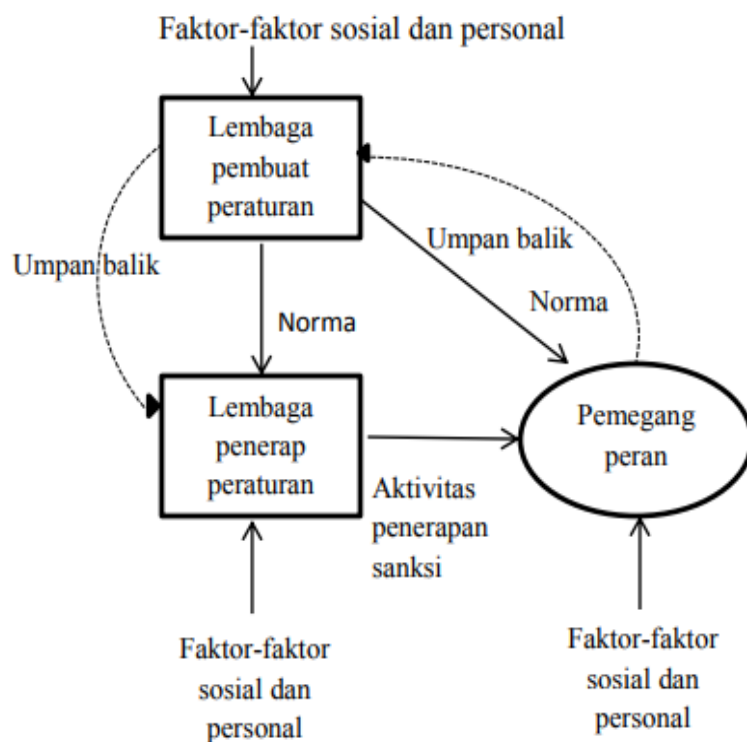 Faktor-faktor sosial dan personal
Lembaga
pembuat
peraturan
Umpan balik
Umpan balik
Norma
Norma
Lembaga
penerap
peraturan
Pemegang
peran
Aktivitas
penerapan
sanksi
Faktor-faktor
sosial dan
personal
Faktor-faktor
sosial dan
personal